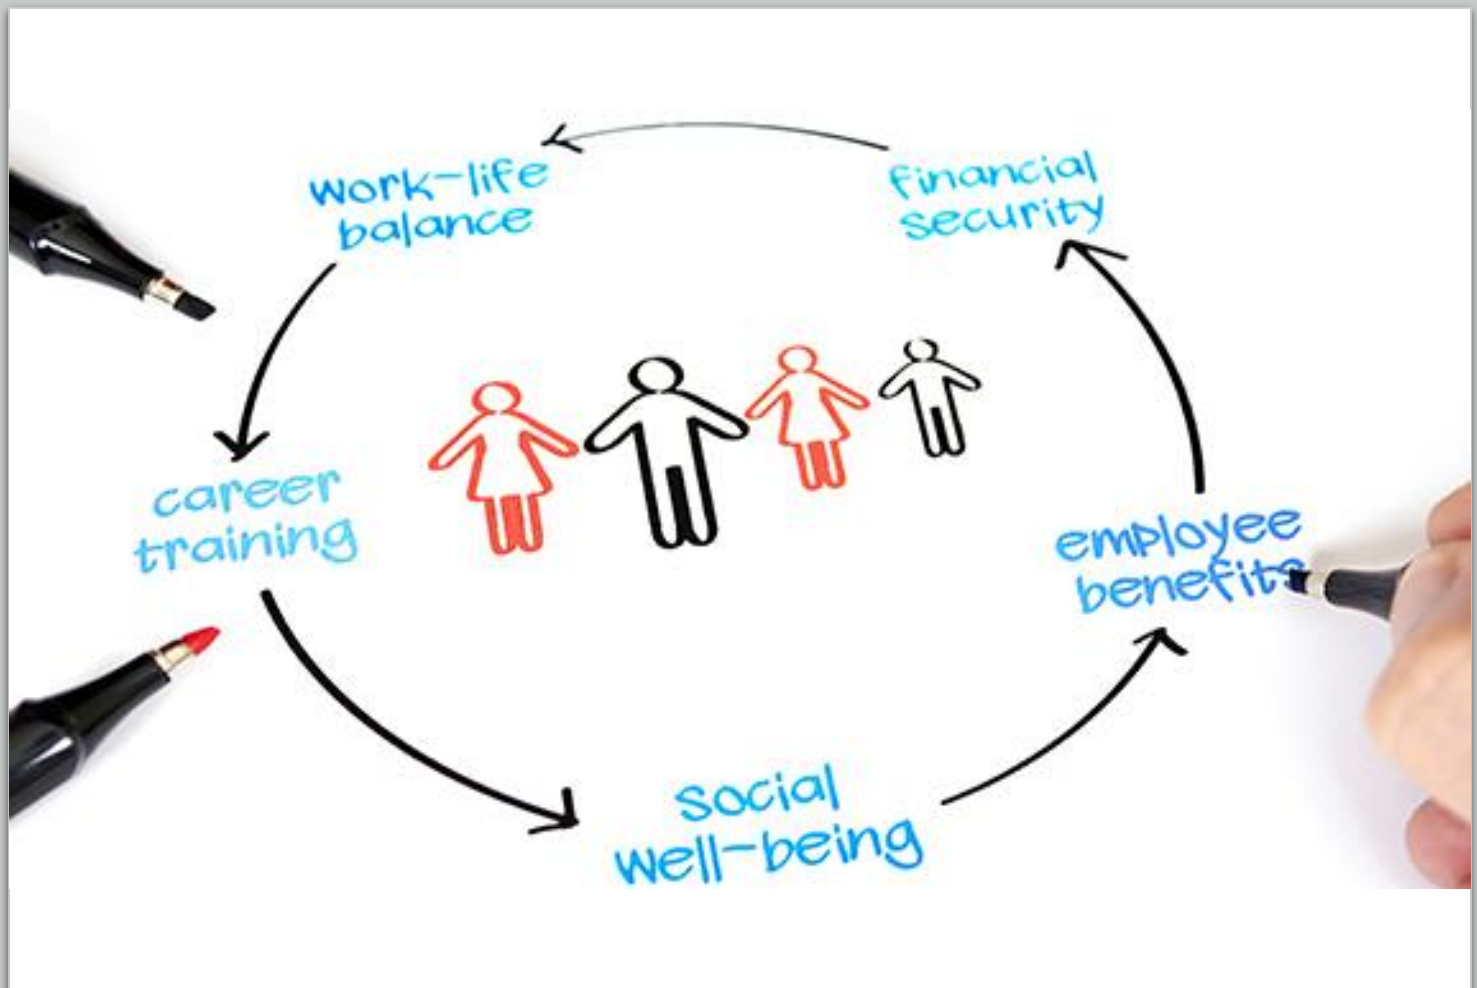 work-life
balance
financial
security
career
training
employee
benefits
social
well-being